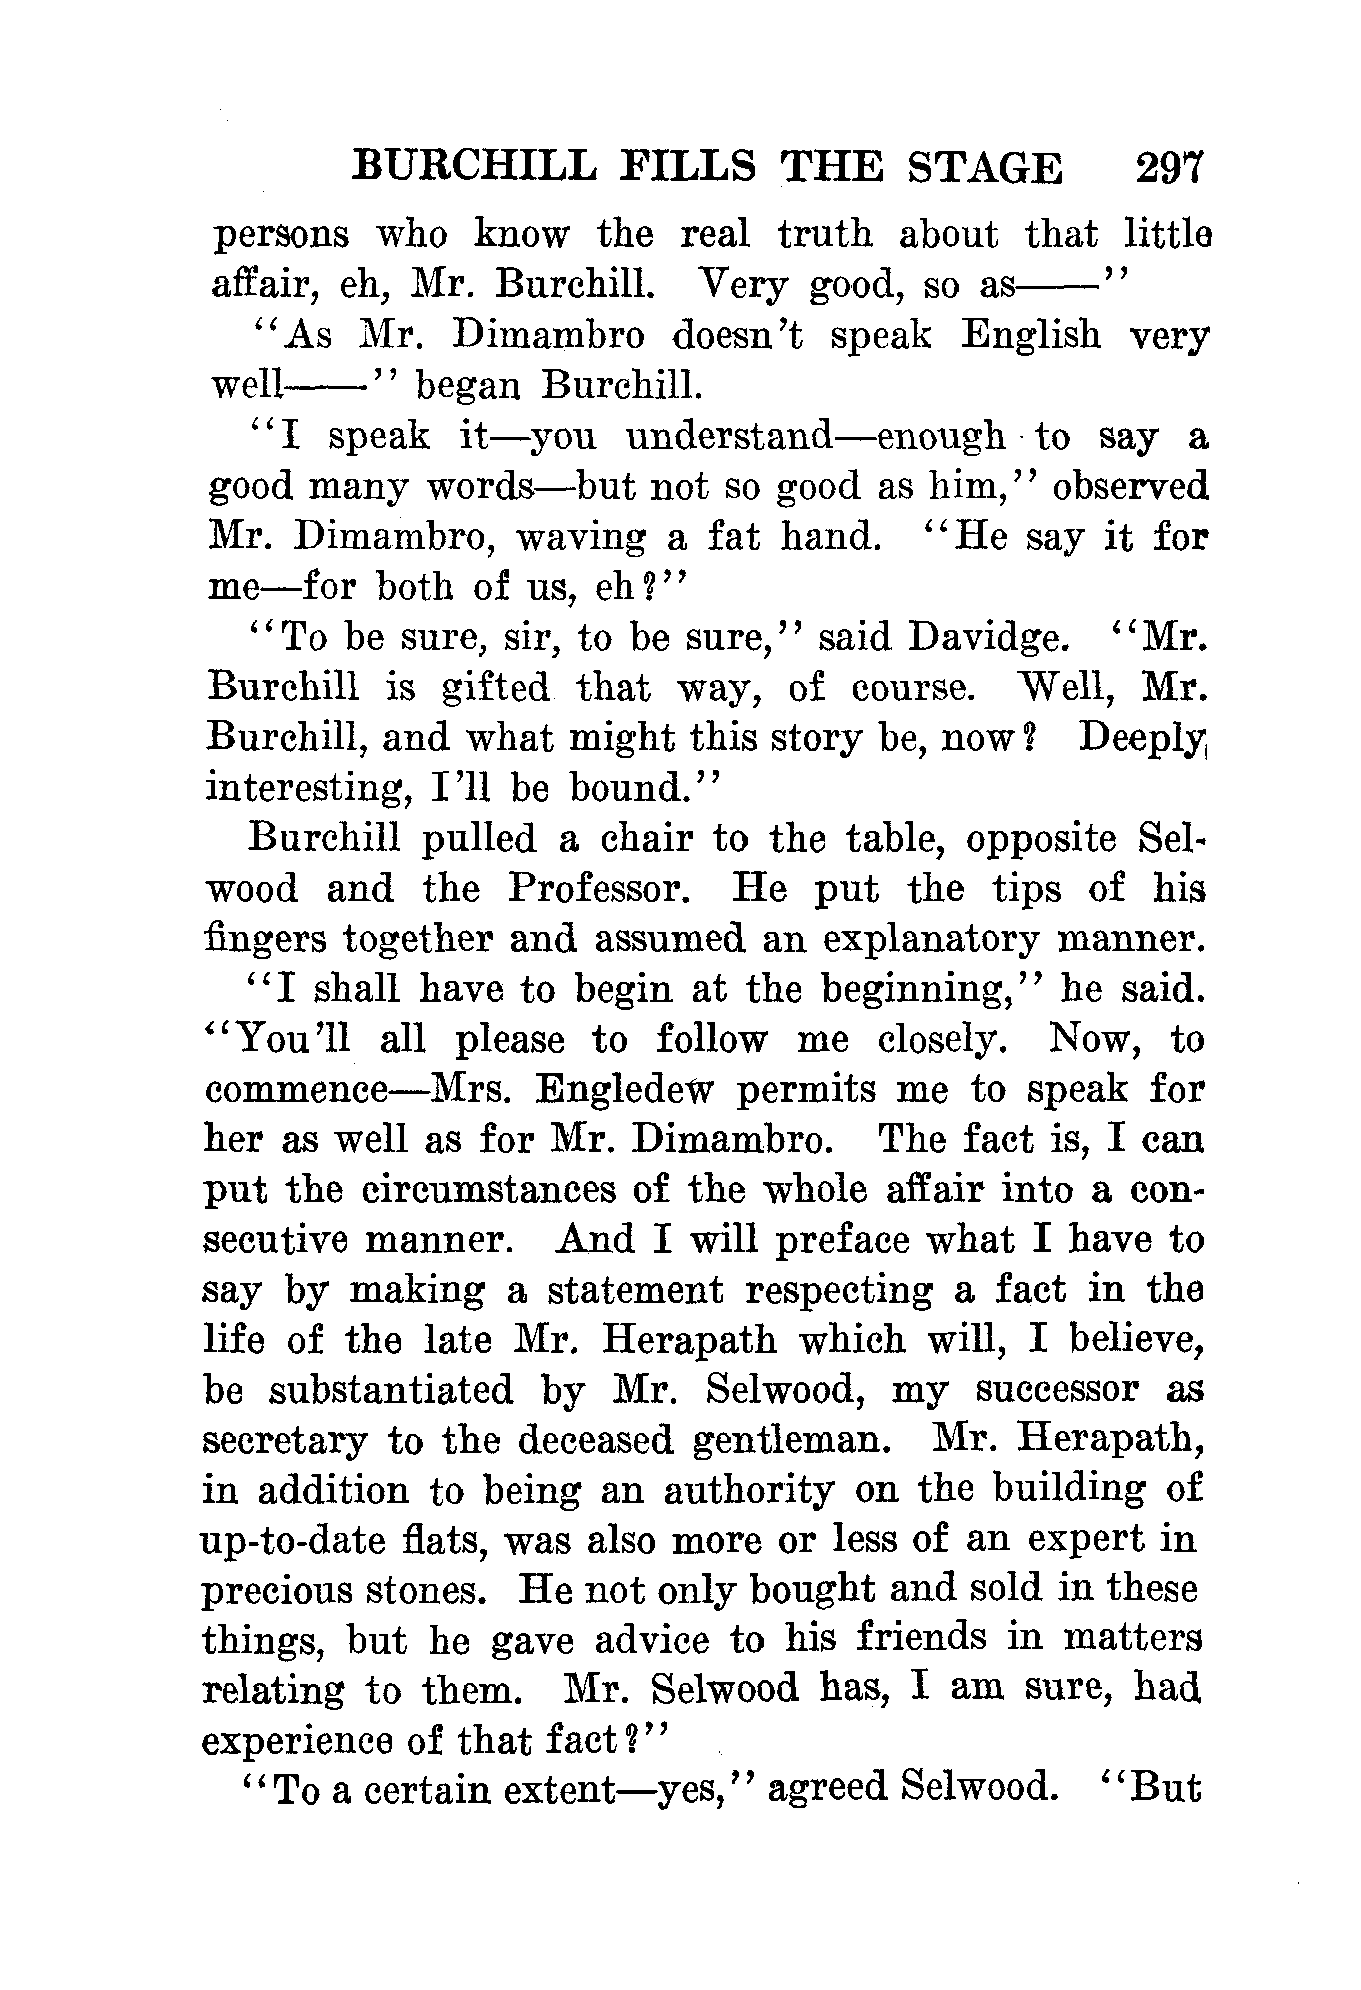 BURCHILL FILLS THE STAGE 297
persons who know the real truth about that little
affair, eh, Mr. Burchill. Very good, so as——"
"As Mr. Dimambro doesn't speak English very
well——" began Burchill.
"I speak it—you understand—enough to say a
good many words—but not so good as him," observed
Mr. Dimambro, waving a fat hand. "He say it for
me—for both of us, eh?"
"To be sure, sir, to be sure," said Davidge. "Mr.
Burchill is gifted that way, of course. Well, Mr.
Burchill, and what might this story be, now? Deeply
interesting, I'll be bound."
Burchill pulled a chair to the table, opposite Sel-
wood and the Professor. He put the tips of his
fingers together and assumed an explanatory manner.
"I shall have to begin at the beginning," he said.
"You'll all please to follow me closely. Now, to
commence—Mrs. Engledew permits me to speak for
her as well as for Mr. Dimambro. The fact is, I can
put the circumstances of the whole affair into a con-
secutive manner. And I will preface what I have to
say by making a statement respecting a fact in the
life of the late Mr. Herapath which will, I believe,
be substantiated by Mr. Selwood, my successor as
secretary to the deceased gentleman. Mr. Herapath,
in addition to being an authority on the building of
up-to-date flats, was also more or less of an expert in
precious stones. He not only bought and sold in these
things, but he gave advice to his friends in matters
relating to them. Mr. Selwood has, I am sure, had
experience of that fact?"
"To a certain extent—yes," agreed Selwood. "But